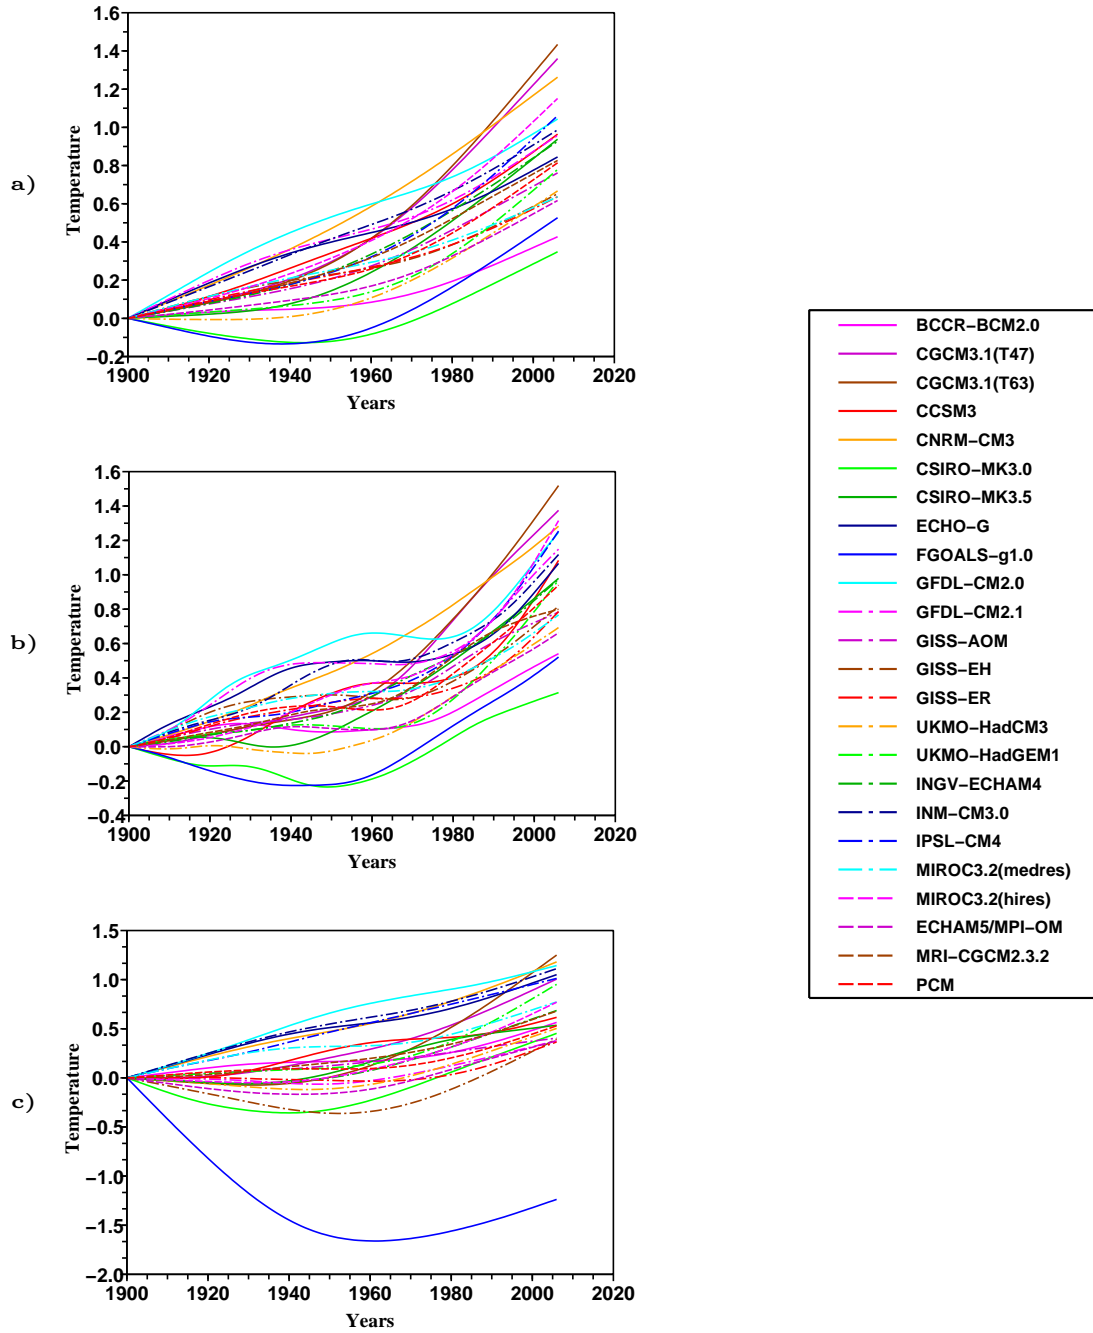 1.6
1.4
1.2
1.0
0.8
0.6
0.4
0.2
0.0
−0.2
Temperature
a)
1900 1920 1940 1960 1980 2000 2020
Years
1.6
1.4
1.2
1.0
0.8
0.6
0.4
0.2
0.0
−0.2
−0.4
Temperature
b)
1900 1920 1940 1960 1980 2000 2020
Years
1.5
1.0
0.5
0.0
−0.5
−1.0
−1.5
−2.0
Temperature
c)
1900 1920 1940 1960 1980 2000 2020
Years
BCCR−BCM2.0
CGCM3.1(T47)
CGCM3.1(T63)
CCSM3
CNRM−CM3
CSIRO−MK3.0
CSIRO−MK3.5
ECHO−G
FGOALS−g1.0
GFDL−CM2.0
GFDL−CM2.1
GISS−AOM
GISS−EH
GISS−ER
UKMO−HadCM3
UKMO−HadGEM1
INGV−ECHAM4
INM−CM3.0
IPSL−CM4
MIROC3.2(medres)
MIROC3.2(hires)
ECHAM5/MPI−OM
MRI−CGCM2.3.2
PCM